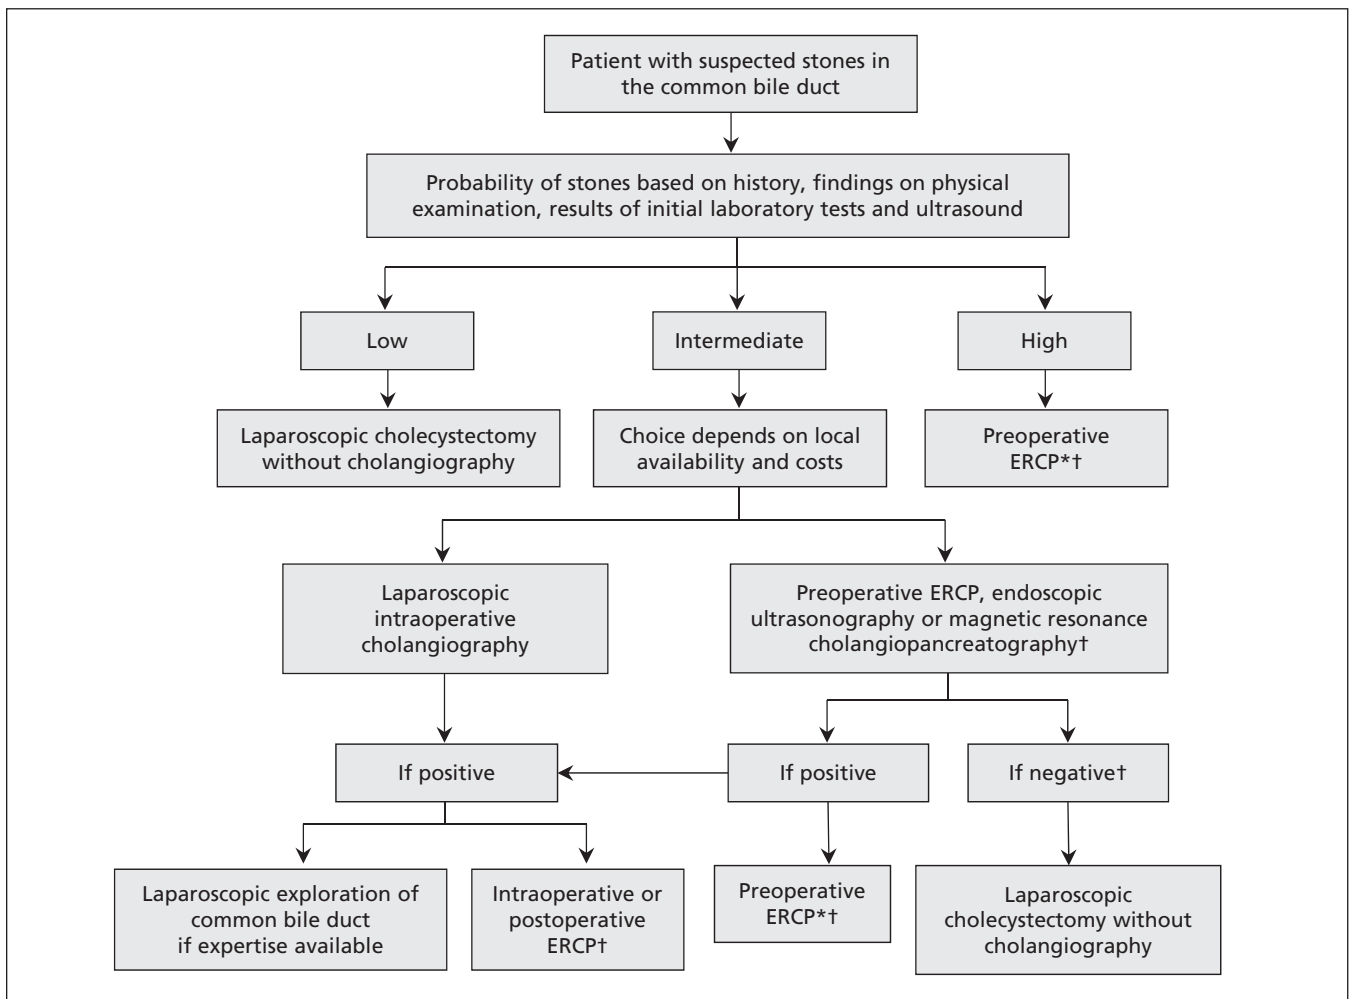 Patient with suspected stones in
the common bile duct
Probability of stones based on history, findings on physical
examination, results of initial laboratory tests and ultrasound
Low
Intermediate
High
Laparoscopic cholecystectomy
without cholangiography
Choice depends on local
availability and costs
Preoperative
ERCP*†
Laparoscopic
intraoperative
cholangiography
Preoperative ERCP, endoscopic
ultrasonography or magnetic resonance
cholangiopancreatography†
If positive
If positive
If negative†
Laparoscopic exploration of
common bile duct
if expertise available
Intraoperative or
postoperative
ERCP†
Preoperative
ERCP*†
Laparoscopic
cholecystectomy without
cholangiography